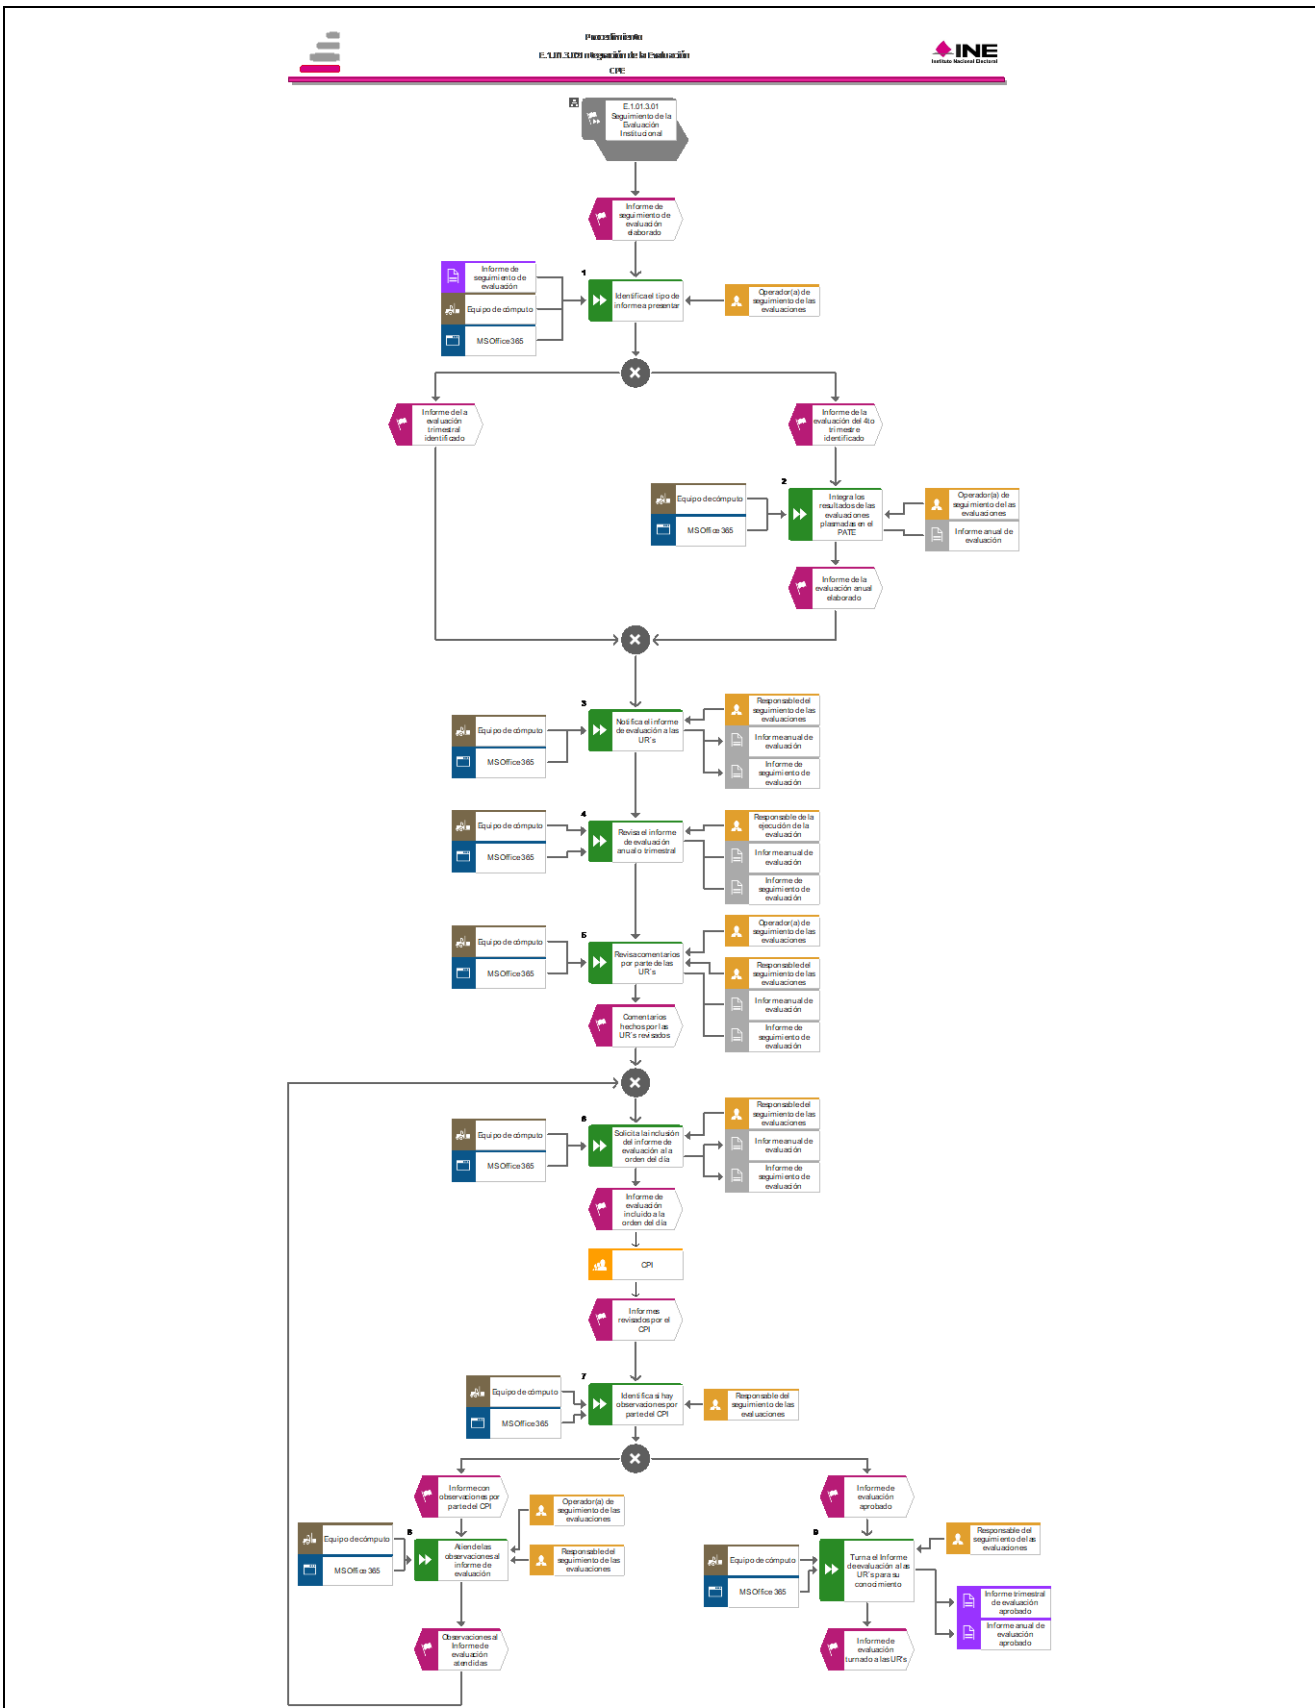 Procedimiento
E.1.01.3.02 Integración de la Evaluación
CPE
INE
Instituto Nacional Electoral
E.1.01.3.01
Seguimiento de la
Evaluación
Institucional
Informe de
seguimiento de
evaluación
elaborado
Informe de
seguimiento de
evaluación
Equipo de cómputo
MS Office 365
1
Identifica el tipo de
informe a presentar
Operador(a) de
seguimiento de las
evaluaciones
Informe de la
evaluación
trimestral
identificado
Informe de la
evaluación del 4to
trimestre
identificado
Equipo de cómputo
MS Office 365
2
Integra los
resultados de las
evaluaciones
plasmadas en el
PATE
Operador(a) de
seguimiento de las
evaluaciones
Informe anual de
evaluación
Informe de la
evaluación anual
elaborado
Equipo de cómputo
MS Office 365
3
Notifica el informe
de evaluación a las
UR´s
Responsable del
seguimiento de las
evaluaciones
Informe anual de
evaluación
Informe de
seguimiento de
evaluación
Equipo de cómputo
MS Office 365
4
Revisa el informe
de evaluación
anual o trimestral
Responsable de la
ejecución de la
evaluación
Informe anual de
evaluación
Informe de
seguimiento de
evaluación
Equipo de cómputo
MS Office 365
5
Revisa comentarios
por parte de las
UR´s
Operador(a) de
seguimiento de las
evaluaciones
Responsable del
seguimiento de las
evaluaciones
Informe anual de
evaluación
Informe de
seguimiento de
evaluación
Comentarios
hechos por las
UR´s revisados
Equipo de cómputo
MS Office 365
6
Solicita la inclusión
del informe de
evaluación al a
orden del día
Responsable del
seguimiento de las
evaluaciones
Informe anual de
evaluación
Informe de
seguimiento de
evaluación
Informe de
evaluación
incluido a la
orden del día
CPI
Informes
revisados por el
CPI
Equipo de cómputo
MS Office 365
7
Identifica si hay
observaciones por
parte del CPI
Responsable del
seguimiento de las
evaluaciones
Informe con
observaciones por
parte del CPI
Informe de
evaluación
aprobado
Equipo de cómputo
MS Office 365
8
Atiende las
observaciones al
informe de
evaluación
Operador(a) de
seguimiento de las
evaluaciones
Responsable del
seguimiento de las
evaluaciones
Equipo de cómputo
MS Office 365
9
Turna el Informe
de evaluación a las
UR's para su
conocimiento
Responsable del
seguimiento de las
evaluaciones
Informe trimestral
de evaluación
aprobado
Informe anual de
evaluación
aprobado
Observaciones al
Informe de
evaluación
atendidas
Informe de
evaluación
turnado a las UR's